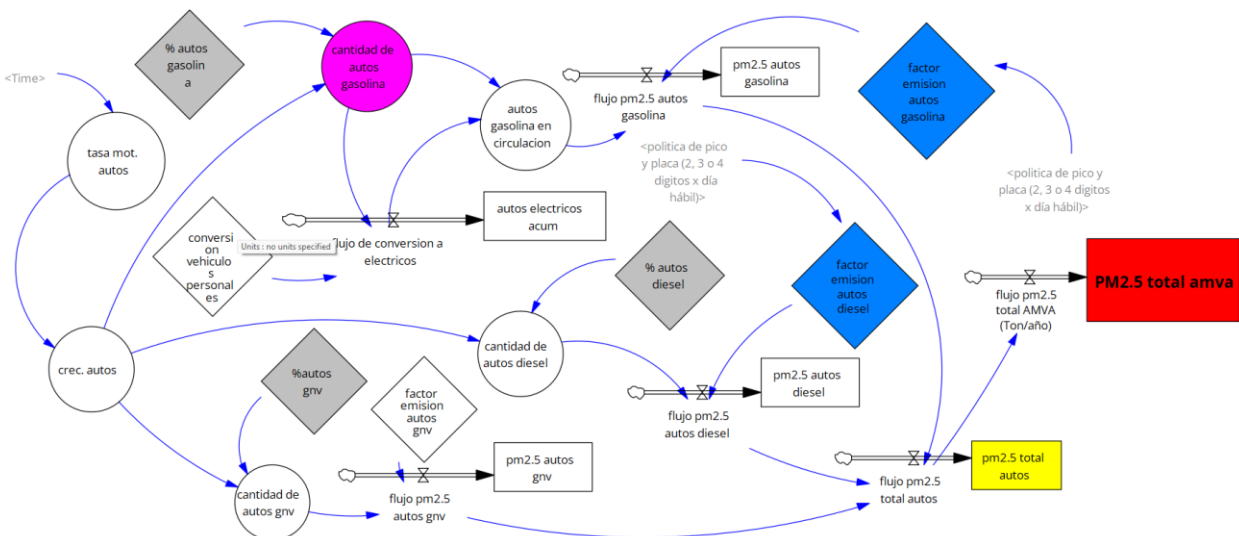 % autos
gasolin
a
cantidad de
autos
gasolina
<Time>
tasa mot.
autos
autos
gasolina en
circulacion
pm2.5 autos
gasolina
flujo pm2.5 autos
gasolina
factor
emision
autos
gasolina
<politica de pico
y placa (2, 3 o 4
digitos x día
hábil)>
<politica de pico y
placa (2, 3 o 4 digitos
x día hábil)>
conversi
on
vehiculo
s
personal
es
Units : no units specified
flujo de conversion a
electricos
autos electricos
acum
% autos
diesel
factor
emision
autos
diesel
flujo pm2.5
total AMVA
(Ton/año)
PM2.5 total amva
crec. autos
%autos
gnv
factor
emision
autos
gnv
cantidad de
autos diesel
pm2.5 autos
diesel
flujo pm2.5
autos diesel
cantidad de
autos gnv
pm2.5 autos
gnv
flujo pm2.5
autos gnv
flujo pm2.5
total autos
pm2.5 total
autos